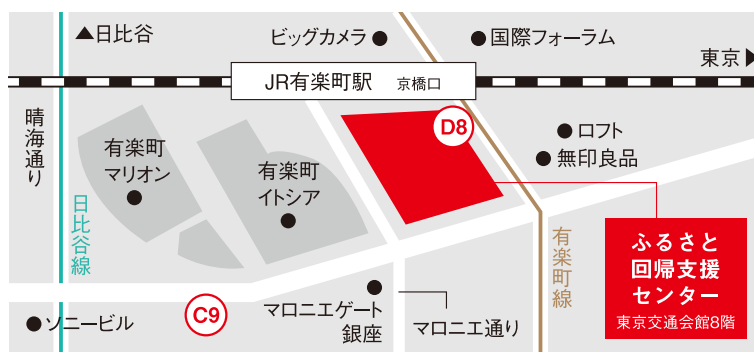 ▲日比谷
ビックカメラ
国際フォーラム
東京▶
JR有楽町駅 京橋口
晴海通り
D8
ロフト
無印良品
有楽町
マリオン
有楽町
イトシア
日比谷線
有楽町線
ふるさと
回帰支援
センター
東京交通会館8階
ソニービル
C9
マロニエゲート
銀座
マロニエ通り